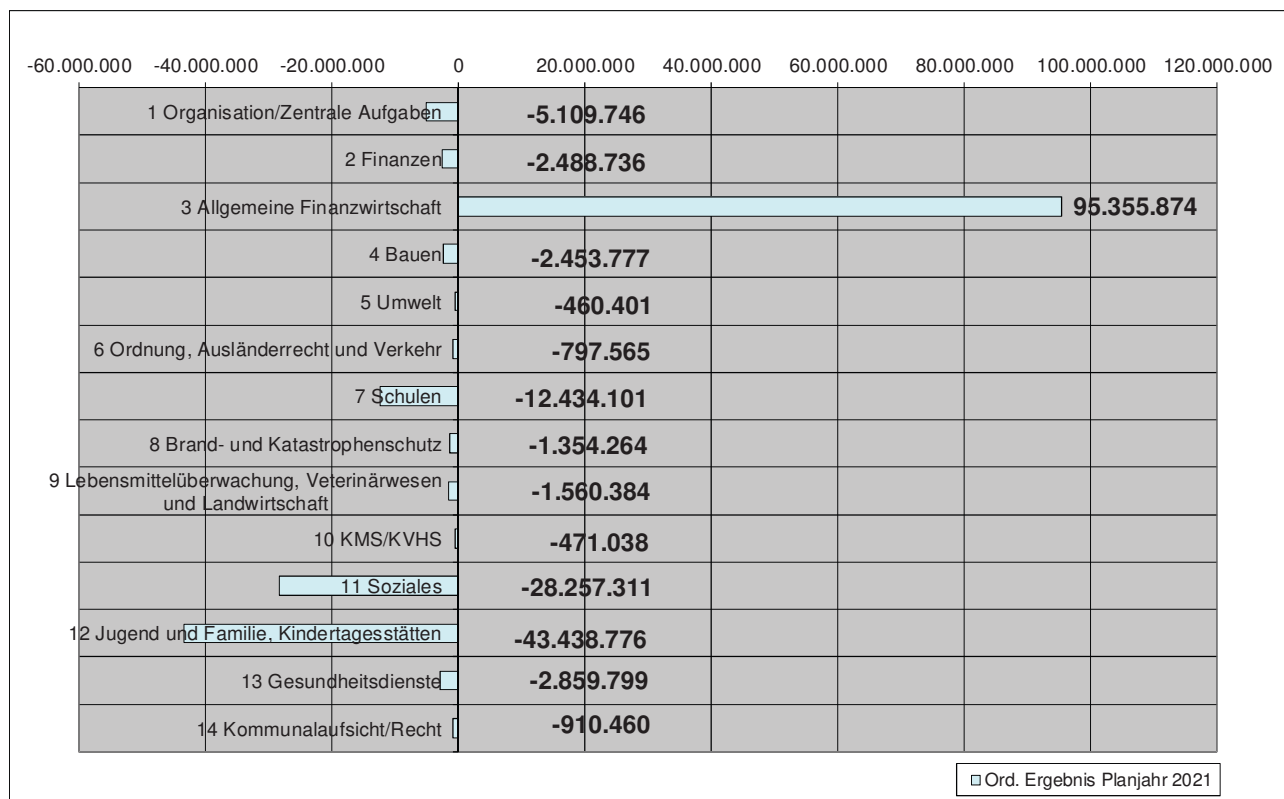 -60.000.000 -40.000.000 -20.000.000 0 20.000.000 40.000.000 60.000.000 80.000.000 100.000.000 120.000.000
1 Organisation/Zentrale Aufgaben -5.109.746
2 Finanzen -2.488.736
3 Allgemeine Finanzwirtschaft 95.355.874
4 Bauen -2.453.777
5 Umwelt -460.401
6 Ordnung, Ausländerrecht und Verkehr -797.565
7 Schulen -12.434.101
8 Brand- und Katastrophenschutz -1.354.264
9 Lebensmittelüberwachung, Veterinärwesen
und Landwirtschaft -1.560.384
10 KMS/KVHS -471.038
11 Soziales -28.257.311
12 Jugend und Familie, Kindertagesstätten -43.438.776
13 Gesundheitsdienste -2.859.799
14 Kommunalaufsicht/Recht -910.460
Ord. Ergebnis Planjahr 2021